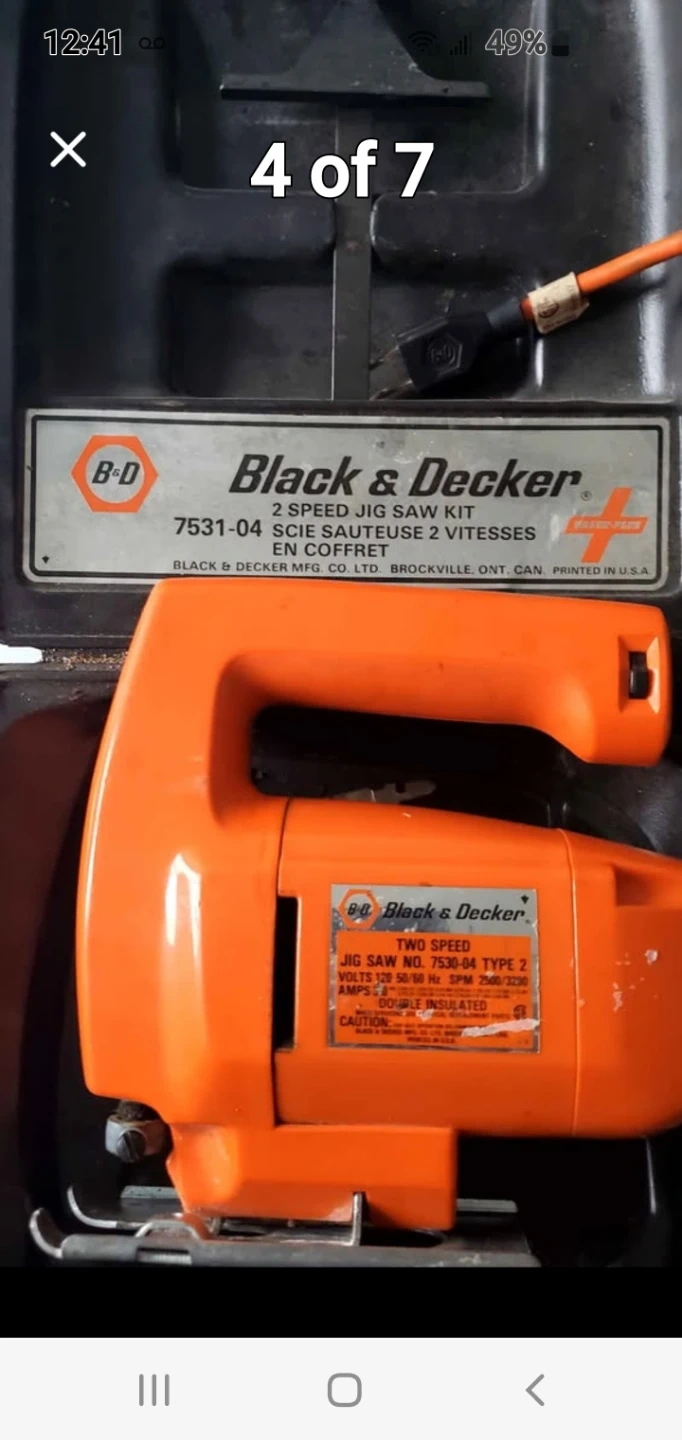 12:41
49%
4 of 7
B&D
B&D Black & Decker®
2 SPEED JIG SAW KIT
7531-04 SCIE SAUTEUSE 2 VITESSES
EN COFFRET
BLACK & DECKER MFG. CO. LTD. BROCKVILLE, ONT. CAN. PRINTED IN U.S.A.
B&D Black & Decker
TWO SPEED
JIG SAW NO. 7530-04 TYPE 2
VOLTS 120 50/60 Hz SPM 2500/3200
AMPS
DOUBLE INSULATED
CAUTION: